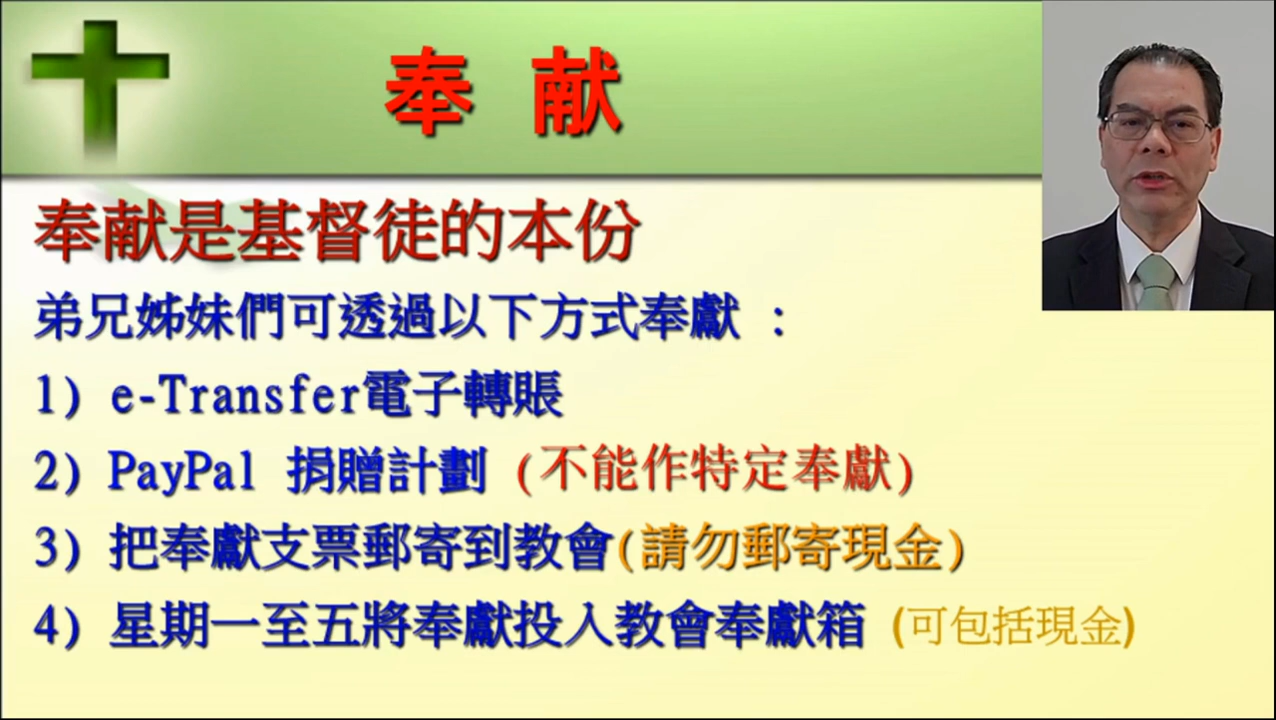 奉 献
奉献是基督徒的本份
弟兄姊妹們可透過以下方式奉獻 ：
1) e-Transfer電子轉賬
2) PayPal 捐贈計劃 (不能作特定奉獻)
3) 把奉獻支票郵寄到教會(請勿郵寄現金)
4) 星期一至五將奉獻投入教會奉獻箱 (可包括現金)